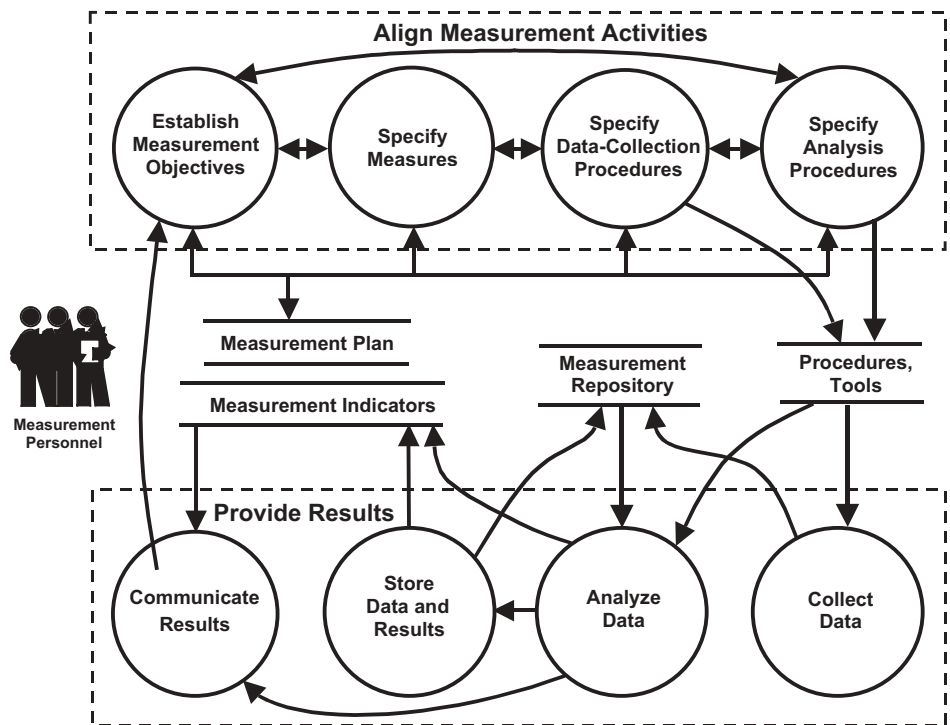 Align Measurement Activities
Establish
Measurement
Objectives
Specify
Measures
Specify
Data-Collection
Procedures
Specify
Analysis
Procedures
Measurement Plan
Measurement Indicators
Measurement
Repository
Procedures,
Tools
Measurement
Personnel
Provide Results
Communicate
Results
Store
Data and
Results
Analyze
Data
Collect
Data